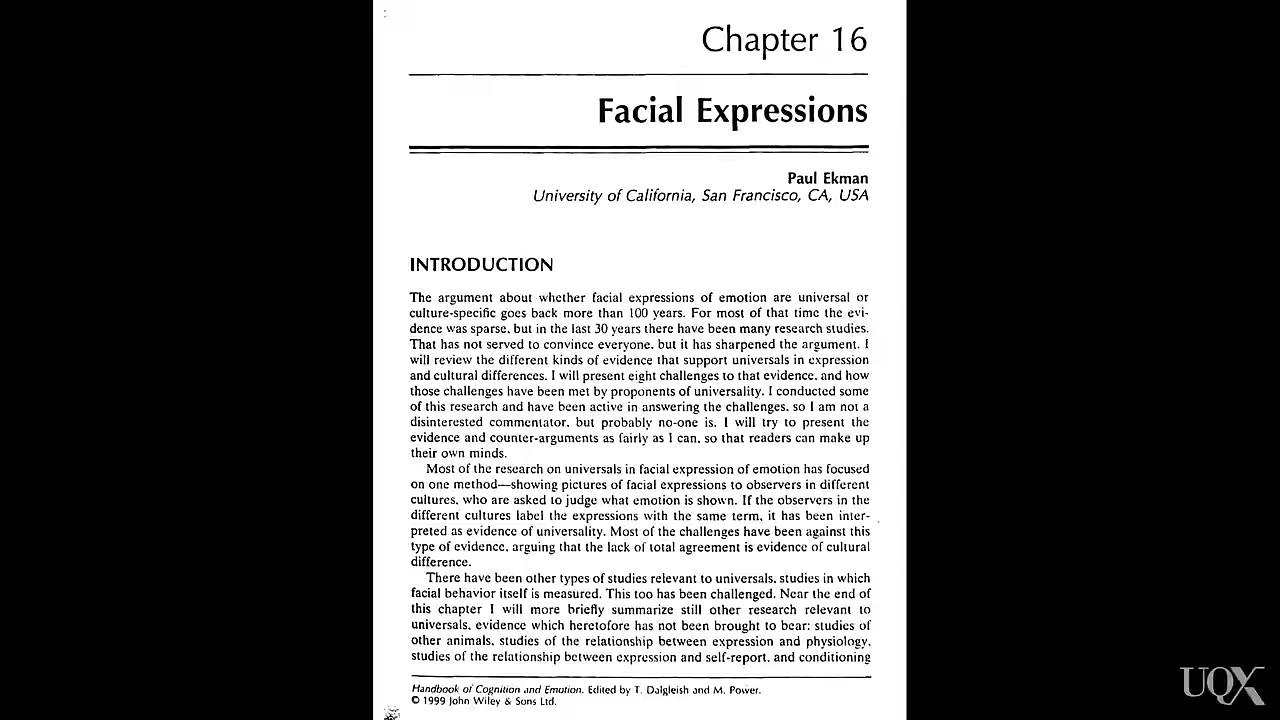 Chapter 16
Facial Expressions
Paul Ekman
University of California, San Francisco, CA, USA
INTRODUCTION
The argument about whether facial expressions of emotion are universal or
culture-specific goes back more than 100 years. For most of that time the evi-
dence was sparse, but in the last 30 years there have been many research studies.
That has not served to convince everyone, but it has sharpened the argument. I
will review the different kinds of evidence that support universals in expression
and cultural differences. I will present eight challenges to that evidence, and how
those challenges have been met by proponents of universality. I conducted some
of this research and have been active in answering the challenges, so I am not a
disinterested commentator, but probably no-one is. I will try to present the
evidence and counter-arguments as fairly as I can, so that readers can make up
their own minds.
Most of the research on universals in facial expression of emotion has focused
on one method—showing pictures of facial expressions to observers in different
cultures, who are asked to judge what emotion is shown. If the observers in the
different cultures label the expressions with the same term, it has been inter-
preted as evidence of universality. Most of the challenges have been against this
type of evidence, arguing that the lack of total agreement is evidence of cultural
difference.
There have been other types of studies relevant to universals, studies in which
facial behavior itself is measured. This too has been challenged. Near the end of
this chapter I will more briefly summarize still other research relevant to
universals, evidence which heretofore has not been brought to bear: studies of
other animals, studies of the relationship between expression and physiology,
studies of the relationship between expression and self-report, and conditioning
Handbook of Cognition and Emotion. Edited by T. Dalgleish and M. Power.
© 1999 John Wiley & Sons Ltd.
UQX